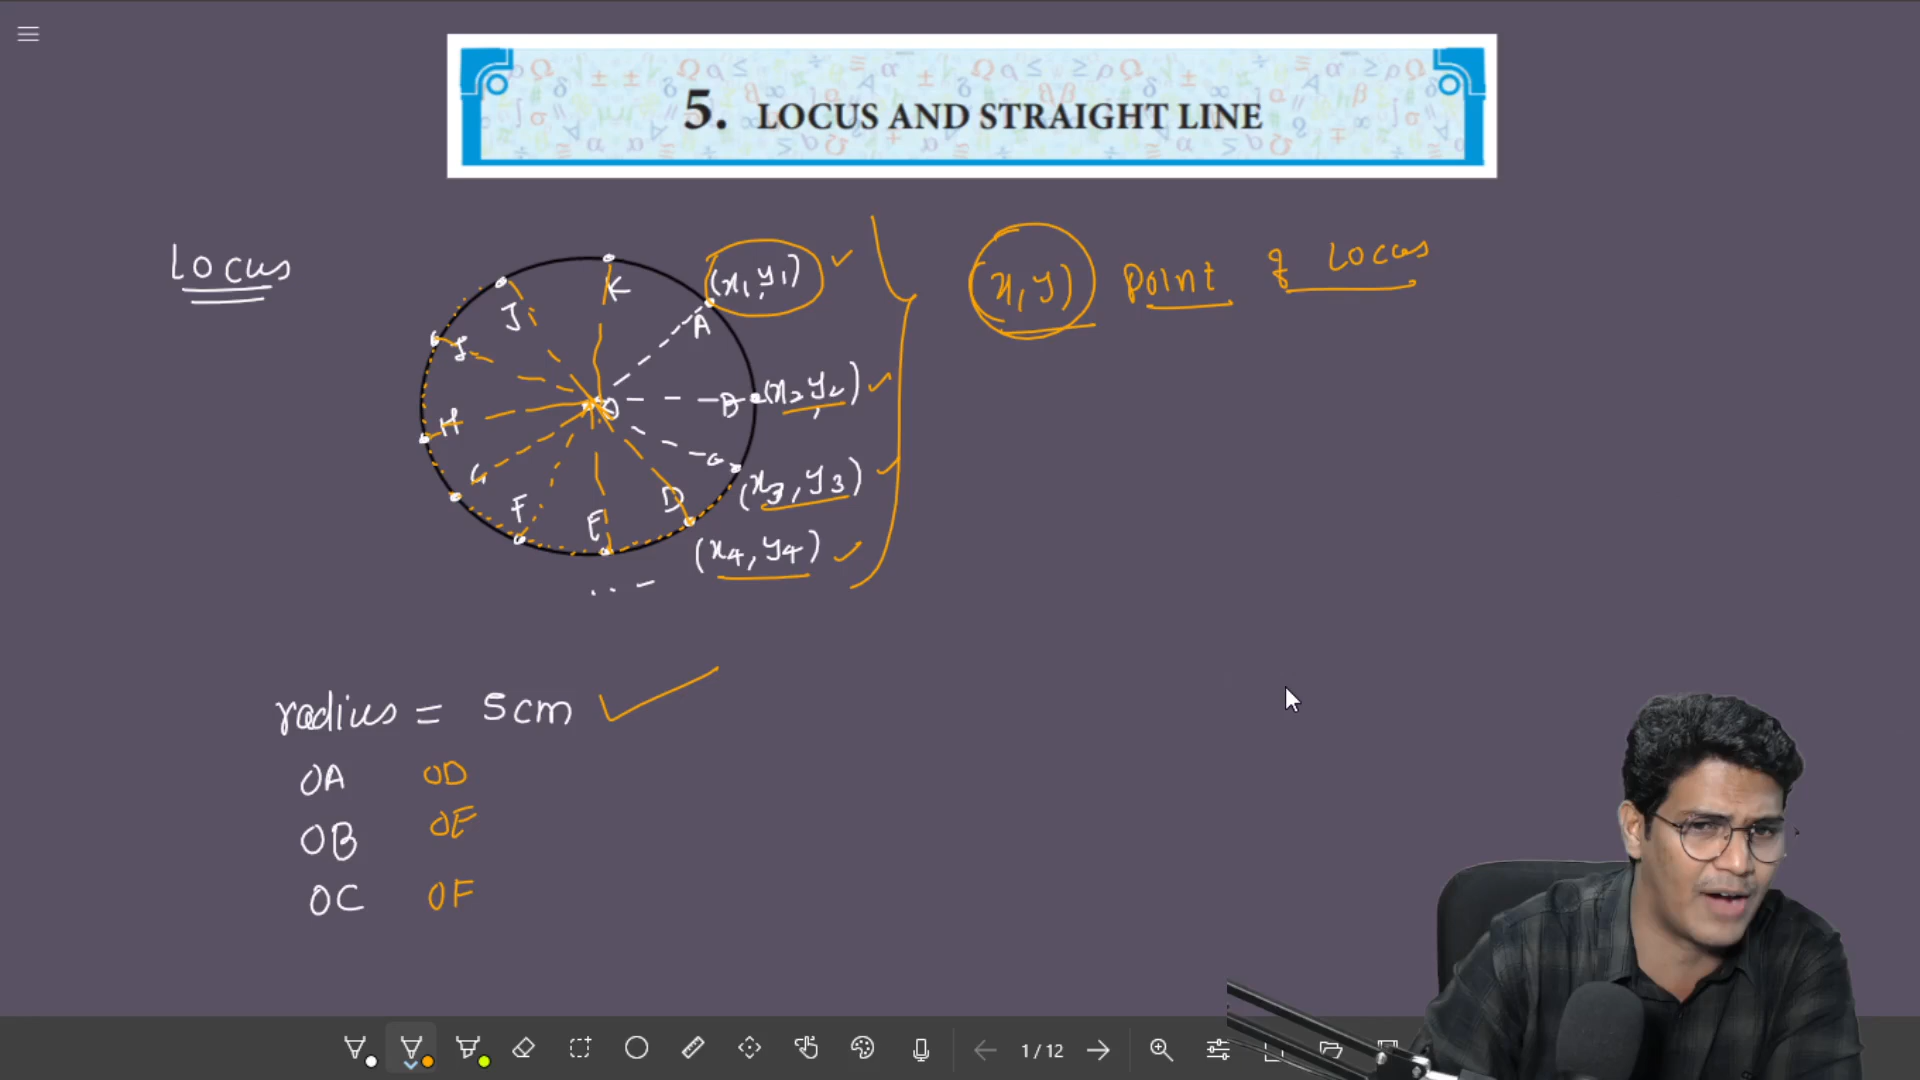 5. LOCUS AND STRAIGHT LINE
Locus
K
(x₁, y₁)
(x, y) Point of Locus
J
A
I
B
(x₂, y₂)
O
H
C
(x₃, y₃)
G
D
F
E
(x₄, y₄)
radius = 5cm
OA OD
OB OE
OC OF
1 / 12